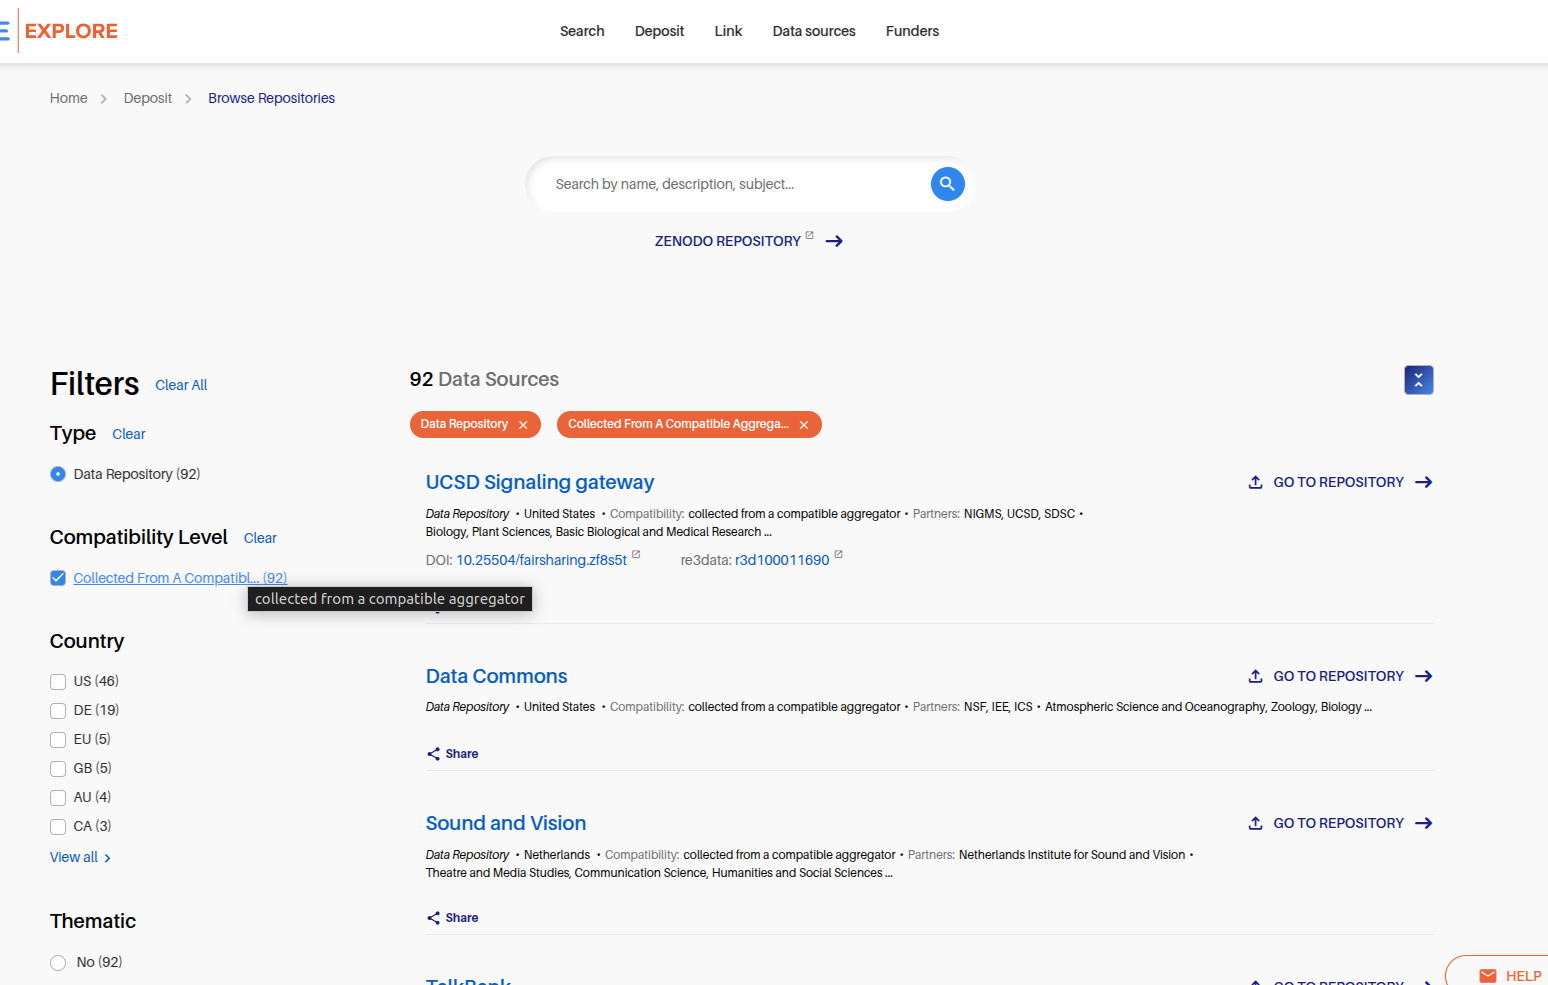 EXPLORE
Search Deposit Link Data sources Funders
Home Deposit Browse Repositories
Search by name, description, subject...
ZENODO REPOSITORY
Filters Clear All
Type Clear
Data Repository (92)
Compatibility Level Clear
Collected From A Compatibl... (92)
collected from a compatible aggregator
Country
US (46)
DE (19)
EU (5)
GB (5)
AU (4)
CA (3)
View all
Thematic
No (92)
92 Data Sources
Data Repository Collected From A Compatible Aggrega...
UCSD Signaling gateway GO TO REPOSITORY
Data Repository • United States • Compatibility: collected from a compatible aggregator • Partners: NIGMS, UCSD, SDSC •
Biology, Plant Sciences, Basic Biological and Medical Research ...
DOI: 10.25504/fairsharing.zf8s5t re3data: r3d100011690
Data Commons GO TO REPOSITORY
Data Repository • United States • Compatibility: collected from a compatible aggregator • Partners: NSF, IEE, ICS • Atmospheric Science and Oceanography, Zoology, Biology ...
Share
Sound and Vision GO TO REPOSITORY
Data Repository • Netherlands • Compatibility: collected from a compatible aggregator • Partners: Netherlands Institute for Sound and Vision •
Theatre and Media Studies, Communication Science, Humanities and Social Sciences ...
Share
TalkBank GO TO REPOSITORY
HELP